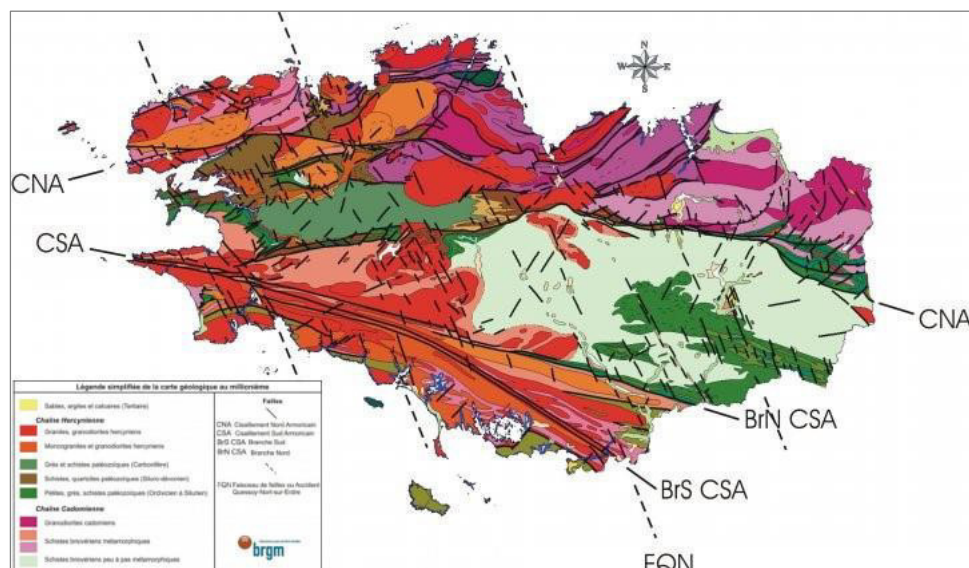 N
W E
S
CNA
CSA
CNA
BrN CSA
BrS CSA
FQN
Légende simplifiée de la carte géologique au millionième
Sables, argiles et calcaires (Tertiaire)
Chaîne Hercynienne
Granites, granodiorites hercyniens
Monzogranites et granodiorites hercyniens
Grès et schistes paléozoïques (Carbonifère)
Schistes, quartzites paléozoïques (Siluro-dévonien)
Pélites, grès, schistes paléozoïques (Ordovicien à Silurien)
Chaîne Cadomienne
Granodiorites cadomiens
Schistes briovériens métamorphiques
Schistes briovériens peu à pas métamorphiques
Failles
CNA Cisaillement Nord Armoricain
CSA Cisaillement Sud Armoricain
BrS CSA Branche Sud
BrN CSA Branche Nord
FQN Faisceau de failles ou Accident
Quessoy-Nort-sur-Erdre
brgm